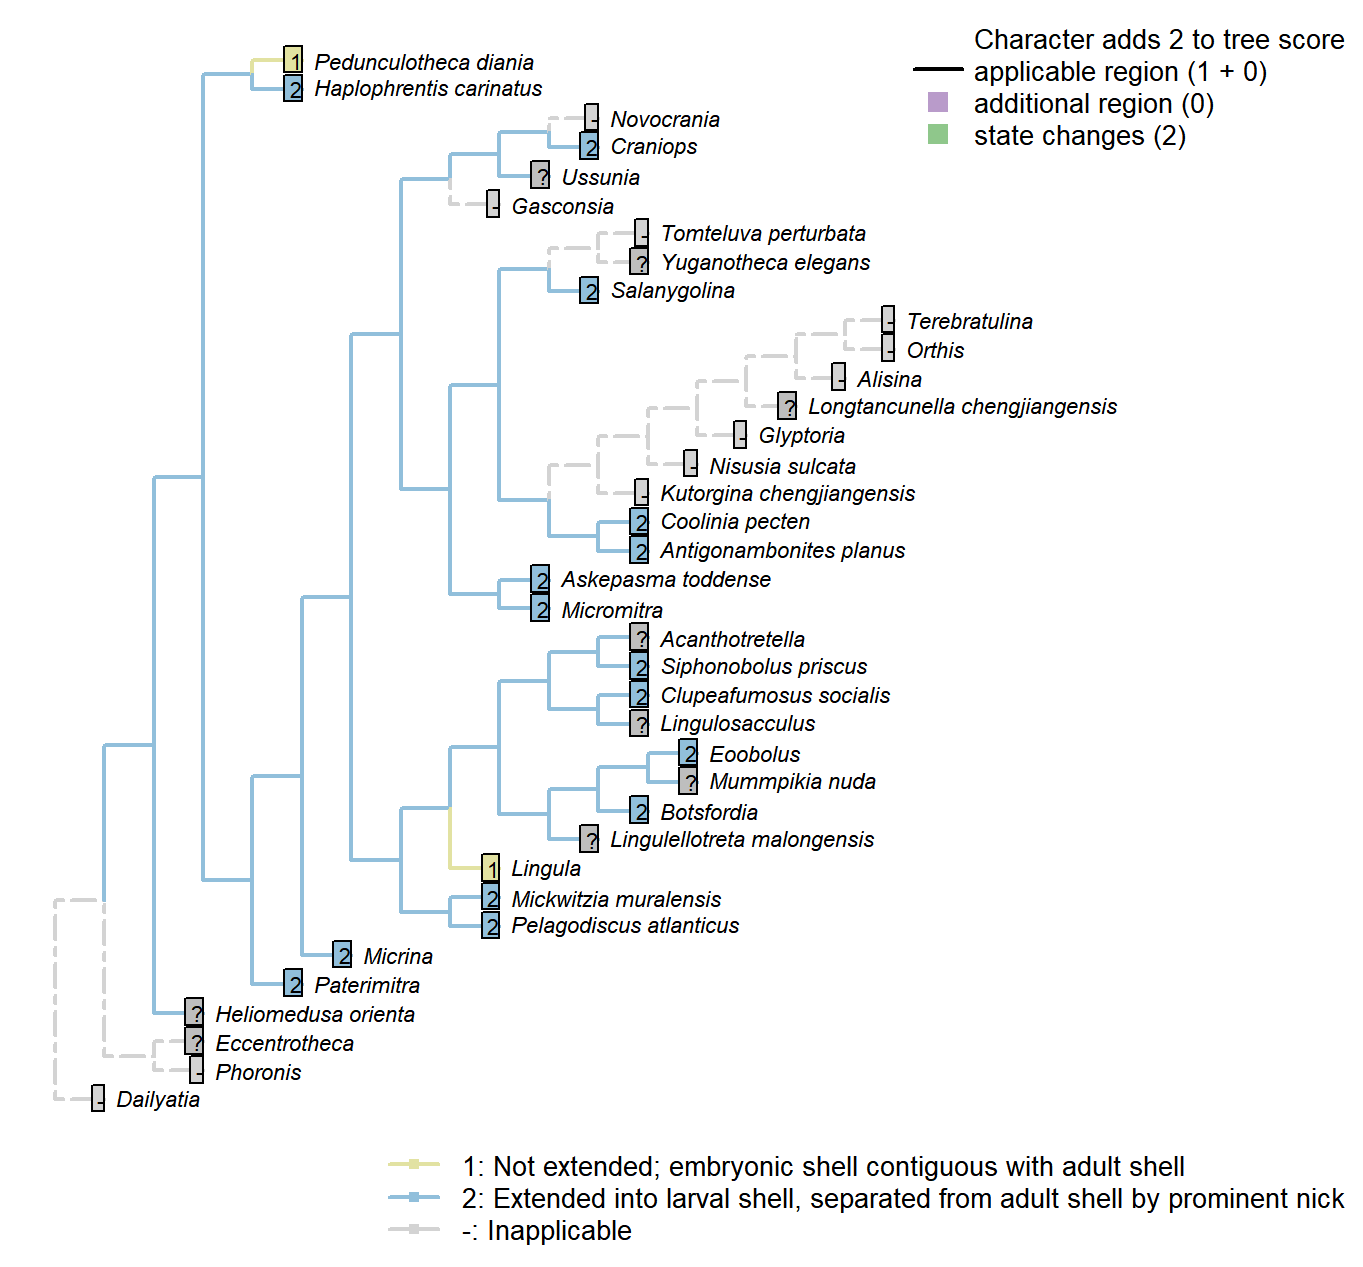 Character adds 2 to tree score
applicable region (1 + 0)
additional region (0)
state changes (2)
1 Pedunculotheca diania
2 Haplophrentis carinatus
- Novocrania
2 Craniops
? Ussunia
- Gasconsia
- Tomteluva perturbata
? Yuganotheca elegans
2 Salanygolina
- Terebratulina
- Orthis
- Alisina
? Longtancunella chengjiangensis
- Glyptoria
- Nisusia sulcata
- Kutorgina chengjiangensis
2 Coolinia pecten
2 Antigonambonites planus
2 Askepasma toddense
2 Micromitra
? Acanthotretella
2 Siphonobolus priscus
2 Clupeafumosus socialis
? Lingulosacculus
2 Eoobolus
? Mummpikia nuda
2 Botsfordia
? Lingulellotreta malongensis
1 Lingula
2 Mickwitzia muralensis
2 Pelagodiscus atlanticus
2 Micrina
2 Paterimitra
? Heliomedusa orienta
? Eccentrotheca
- Phoronis
- Dailyatia
1: Not extended; embryonic shell contiguous with adult shell
2: Extended into larval shell, separated from adult shell by prominent nick
-: Inapplicable